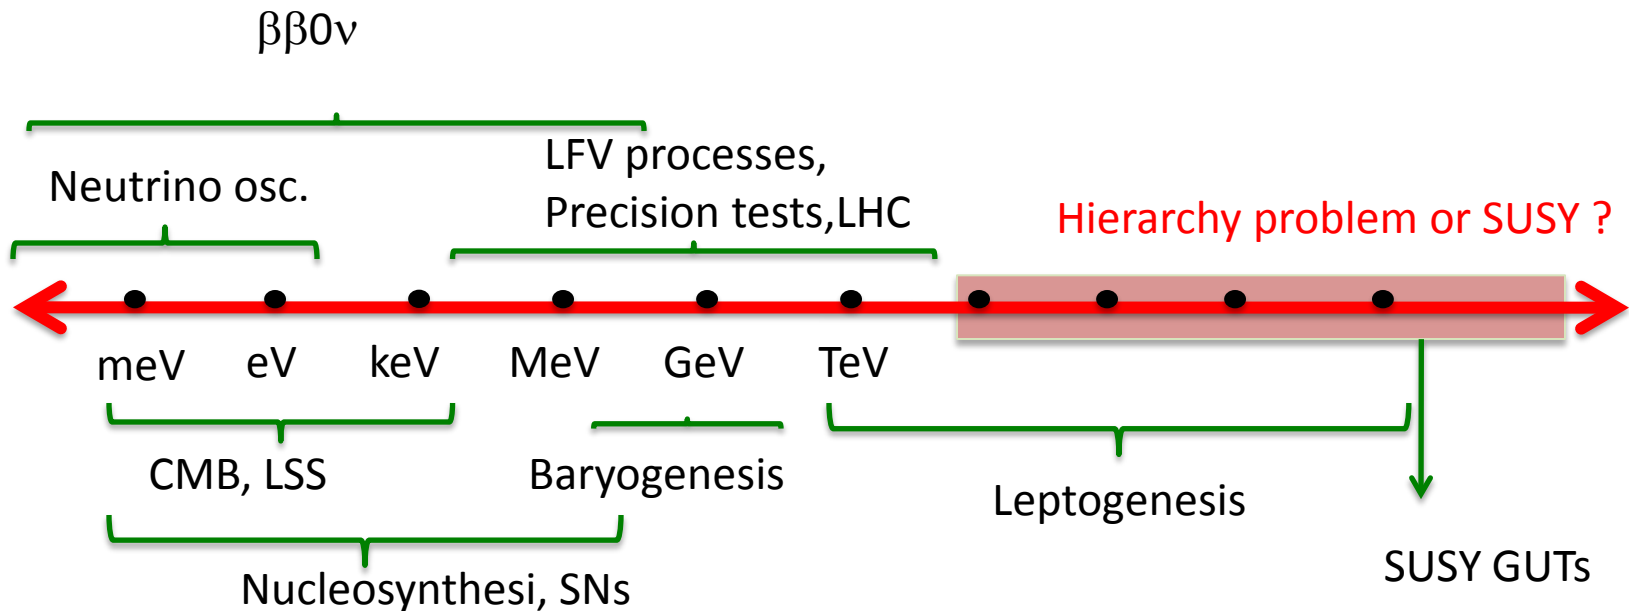 ββ0ν
LFV processes,
Neutrino osc.
Precision tests,LHC
Hierarchy problem or SUSY ?
meV eV keV MeV GeV TeV
CMB, LSS
Baryogenesis
Leptogenesis
SUSY GUTs
Nucleosynthesi, SNs